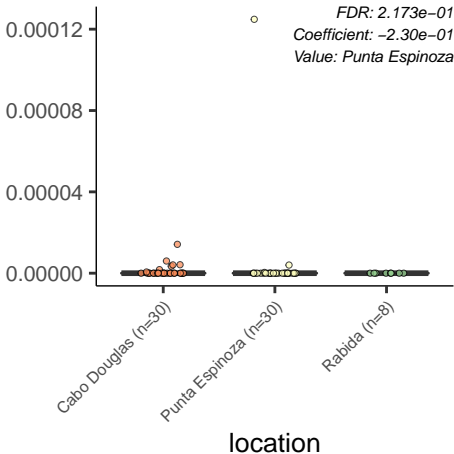 FDR: 2.173e−01
Coefficient: −2.30e−01
Value: Punta Espinoza
0.00012
0.00008
0.00004
0.00000
Cabo Douglas (n=30)
Punta Espinoza (n=30)
Rabida (n=8)
location